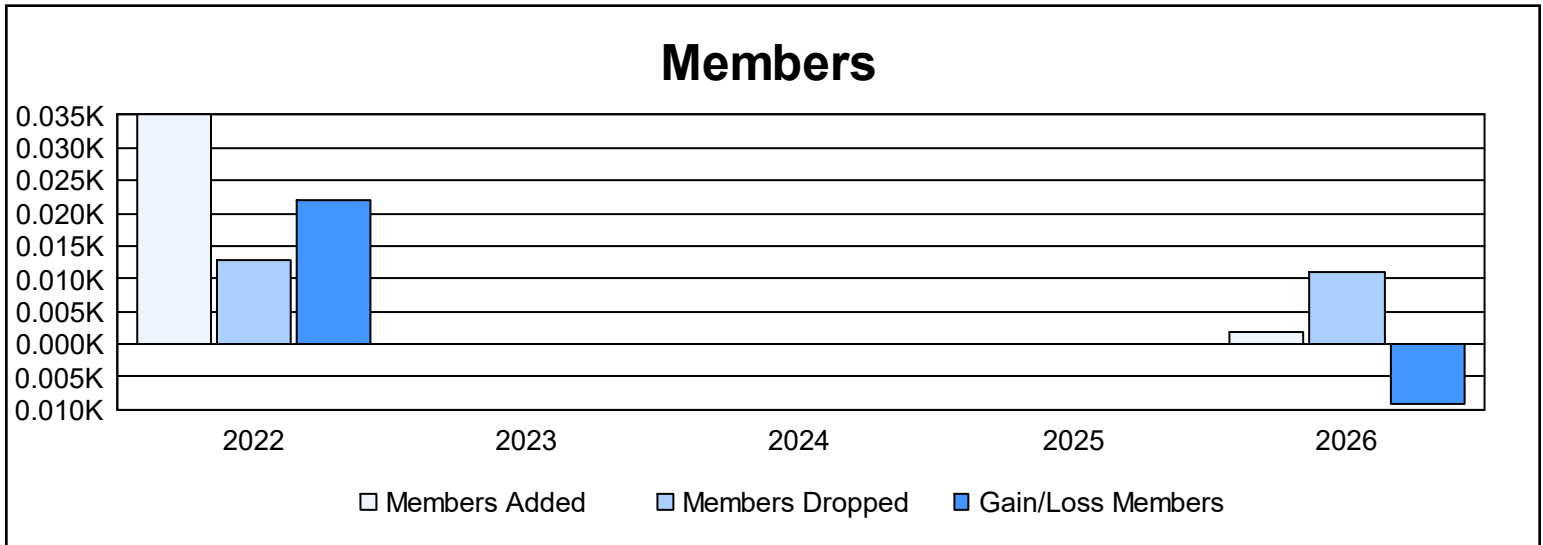 Members
0.035K
0.030K
0.025K
0.020K
0.015K
0.010K
0.005K
0.000K
0.005K
0.010K
2022 2023 2024 2025 2026
Members Added Members Dropped Gain/Loss Members